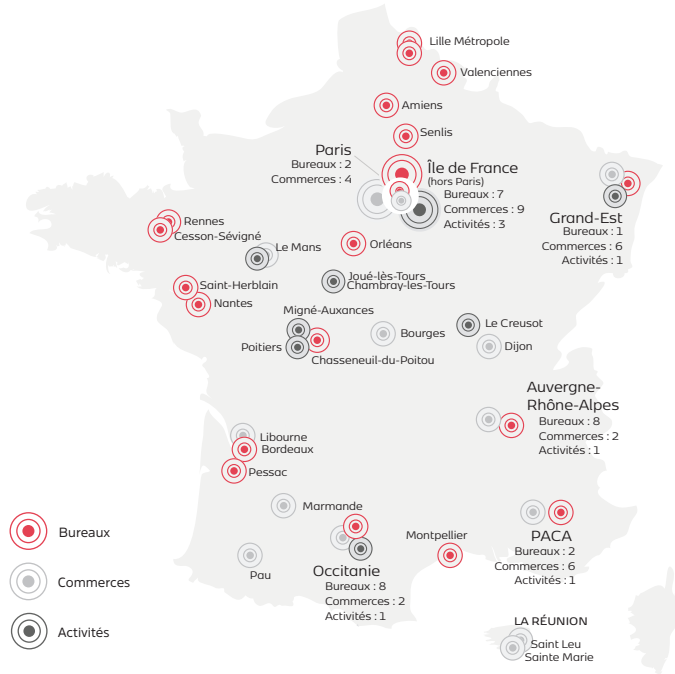 Lille Métropole
Valenciennes
Amiens
Senlis
Paris
Bureaux : 2
Commerces : 4
Île de France
(hors Paris)
Bureaux : 7
Commerces : 9
Activités : 3
Grand-Est
Bureaux : 1
Commerces : 6
Activités : 1
Rennes
Cesson-Sévigné
Le Mans
Orléans
Joué-lès-Tours
Chambray-les-Tours
Saint-Herblain
Nantes
Migné-Auxances
Poitiers
Chasseneuil-du-Poitou
Bourges
Le Creusot
Dijon
Auvergne-
Rhône-Alpes
Bureaux : 8
Commerces : 2
Activités : 1
Libourne
Bordeaux
Pessac
Marmande
Pau
Occitanie
Bureaux : 8
Commerces : 2
Activités : 1
Montpellier
PACA
Bureaux : 2
Commerces : 6
Activités : 1
LA RÉUNION
Saint Leu
Sainte Marie
Bureaux
Commerces
Activités